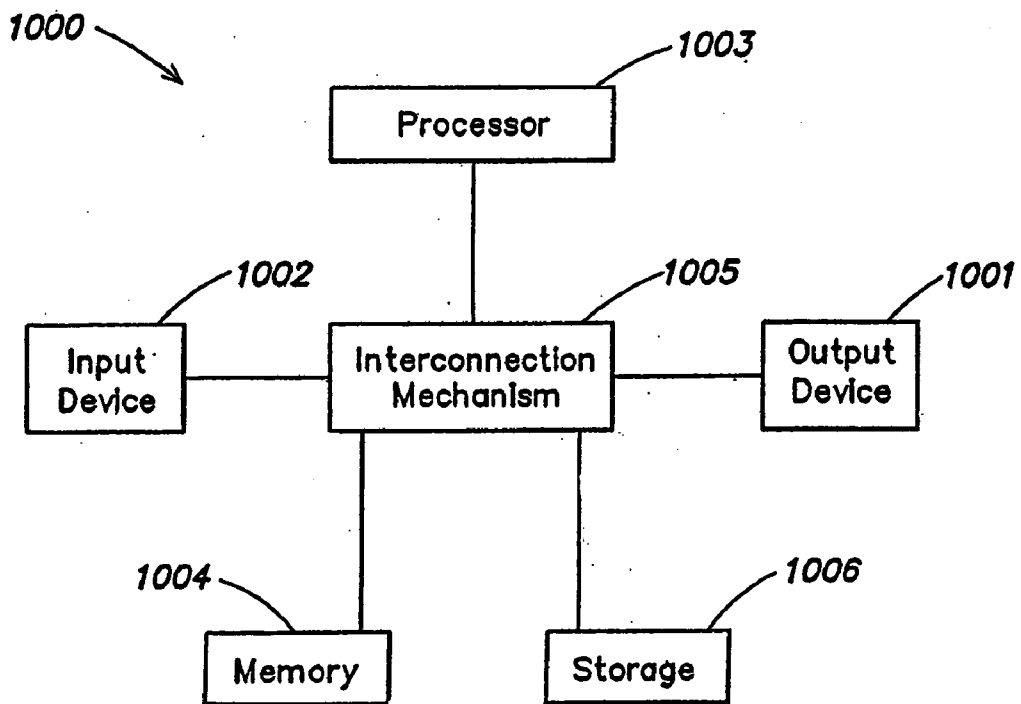 1000
1003
Processor
1002
1005
1001
Input
Device
Interconnection
Mechanism
Output
Device
1004
1006
Memory
Storage